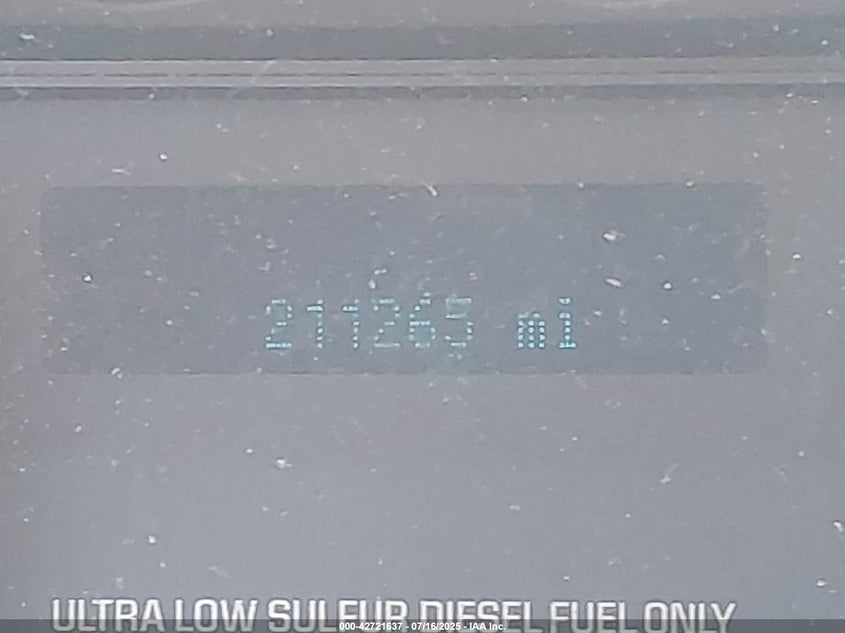 211265 mi
ULTRA LOW SULFUR DIESEL FUEL ONLY
000-42721637 - 07/16/2025 - IAA Inc.